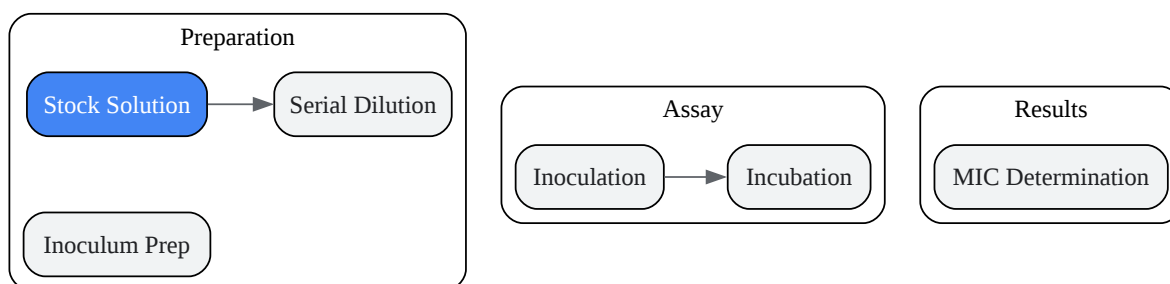 Preparation
Stock Solution
Serial Dilution
Inoculum Prep
Assay
Inoculation
Incubation
Results
MIC Determination